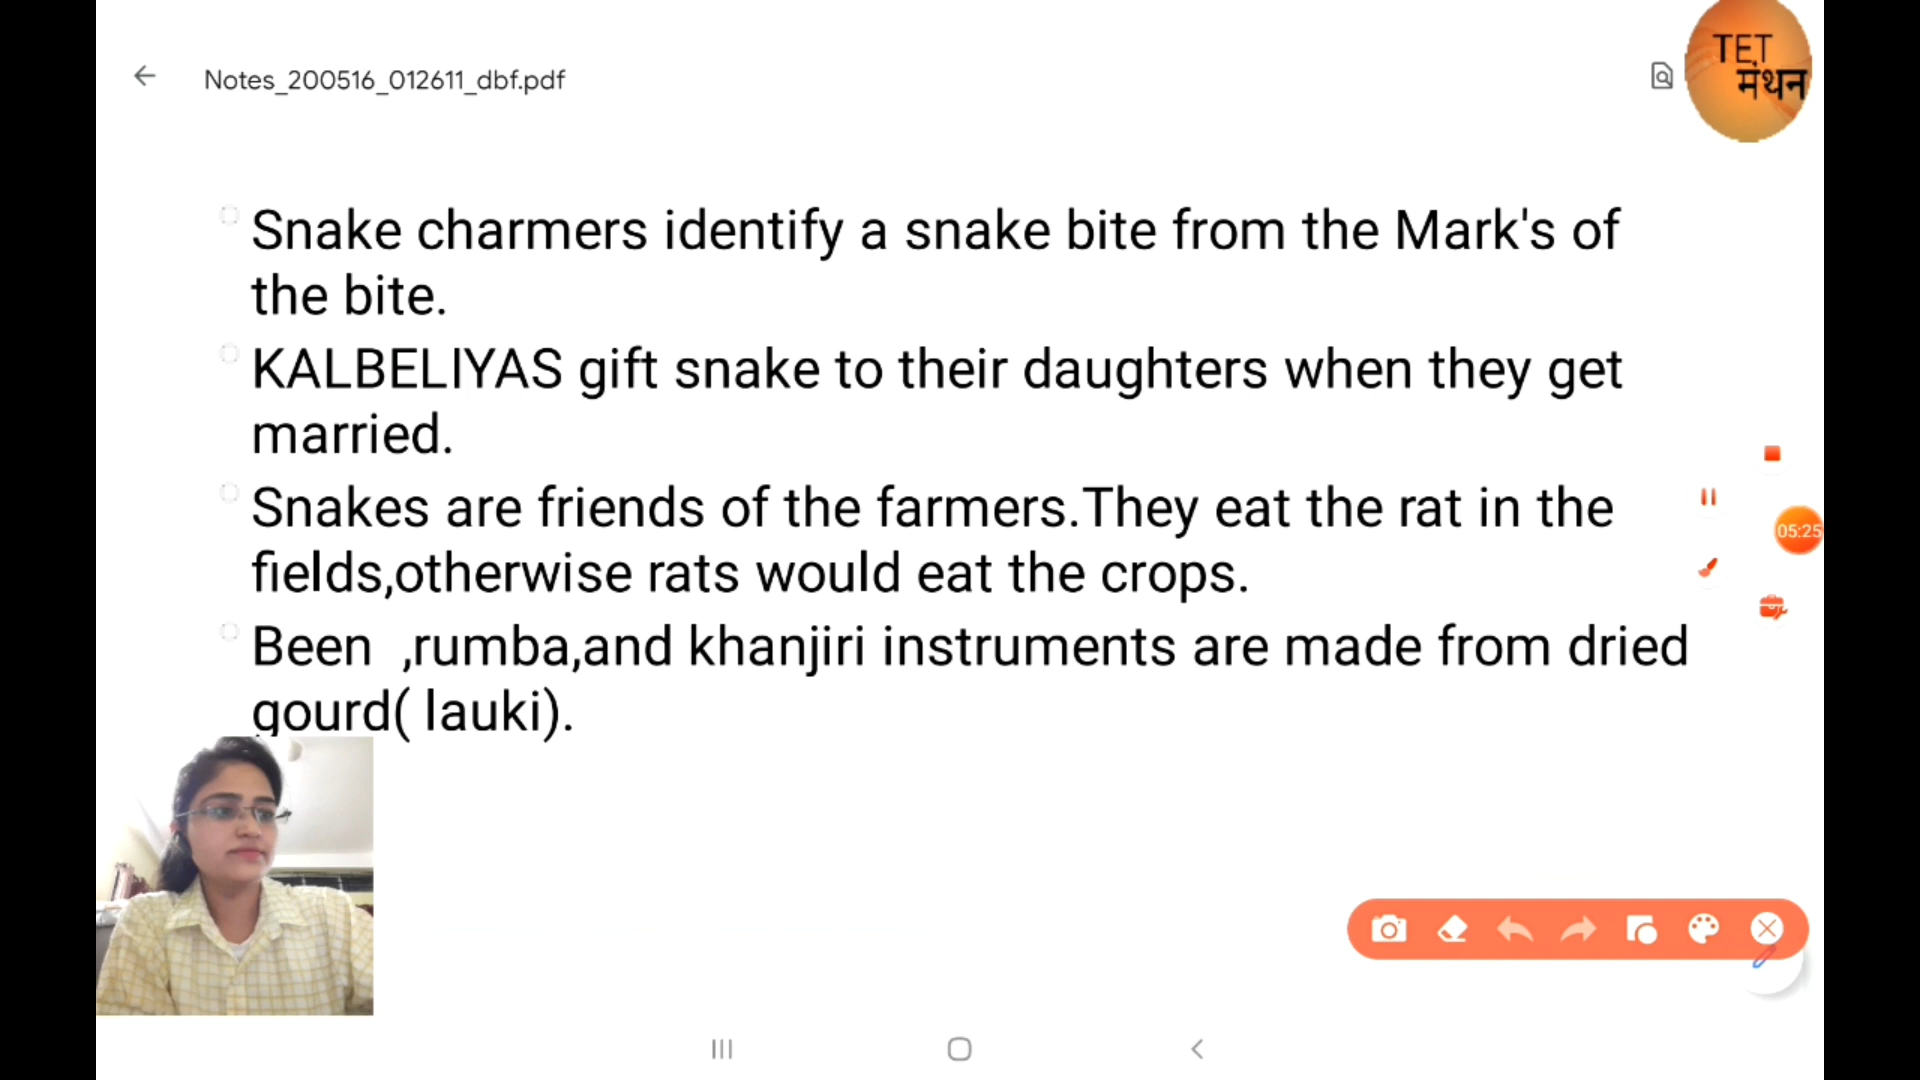 Notes_200516_012611_dbf.pdf
TET
मंथन
Snake charmers identify a snake bite from the Mark's of
the bite.
KALBELIYAS gift snake to their daughters when they get
married.
Snakes are friends of the farmers.They eat the rat in the
fields,otherwise rats would eat the crops.
Been  ,rumba,and khanjiri instruments are made from dried
gourd( lauki).
05:25